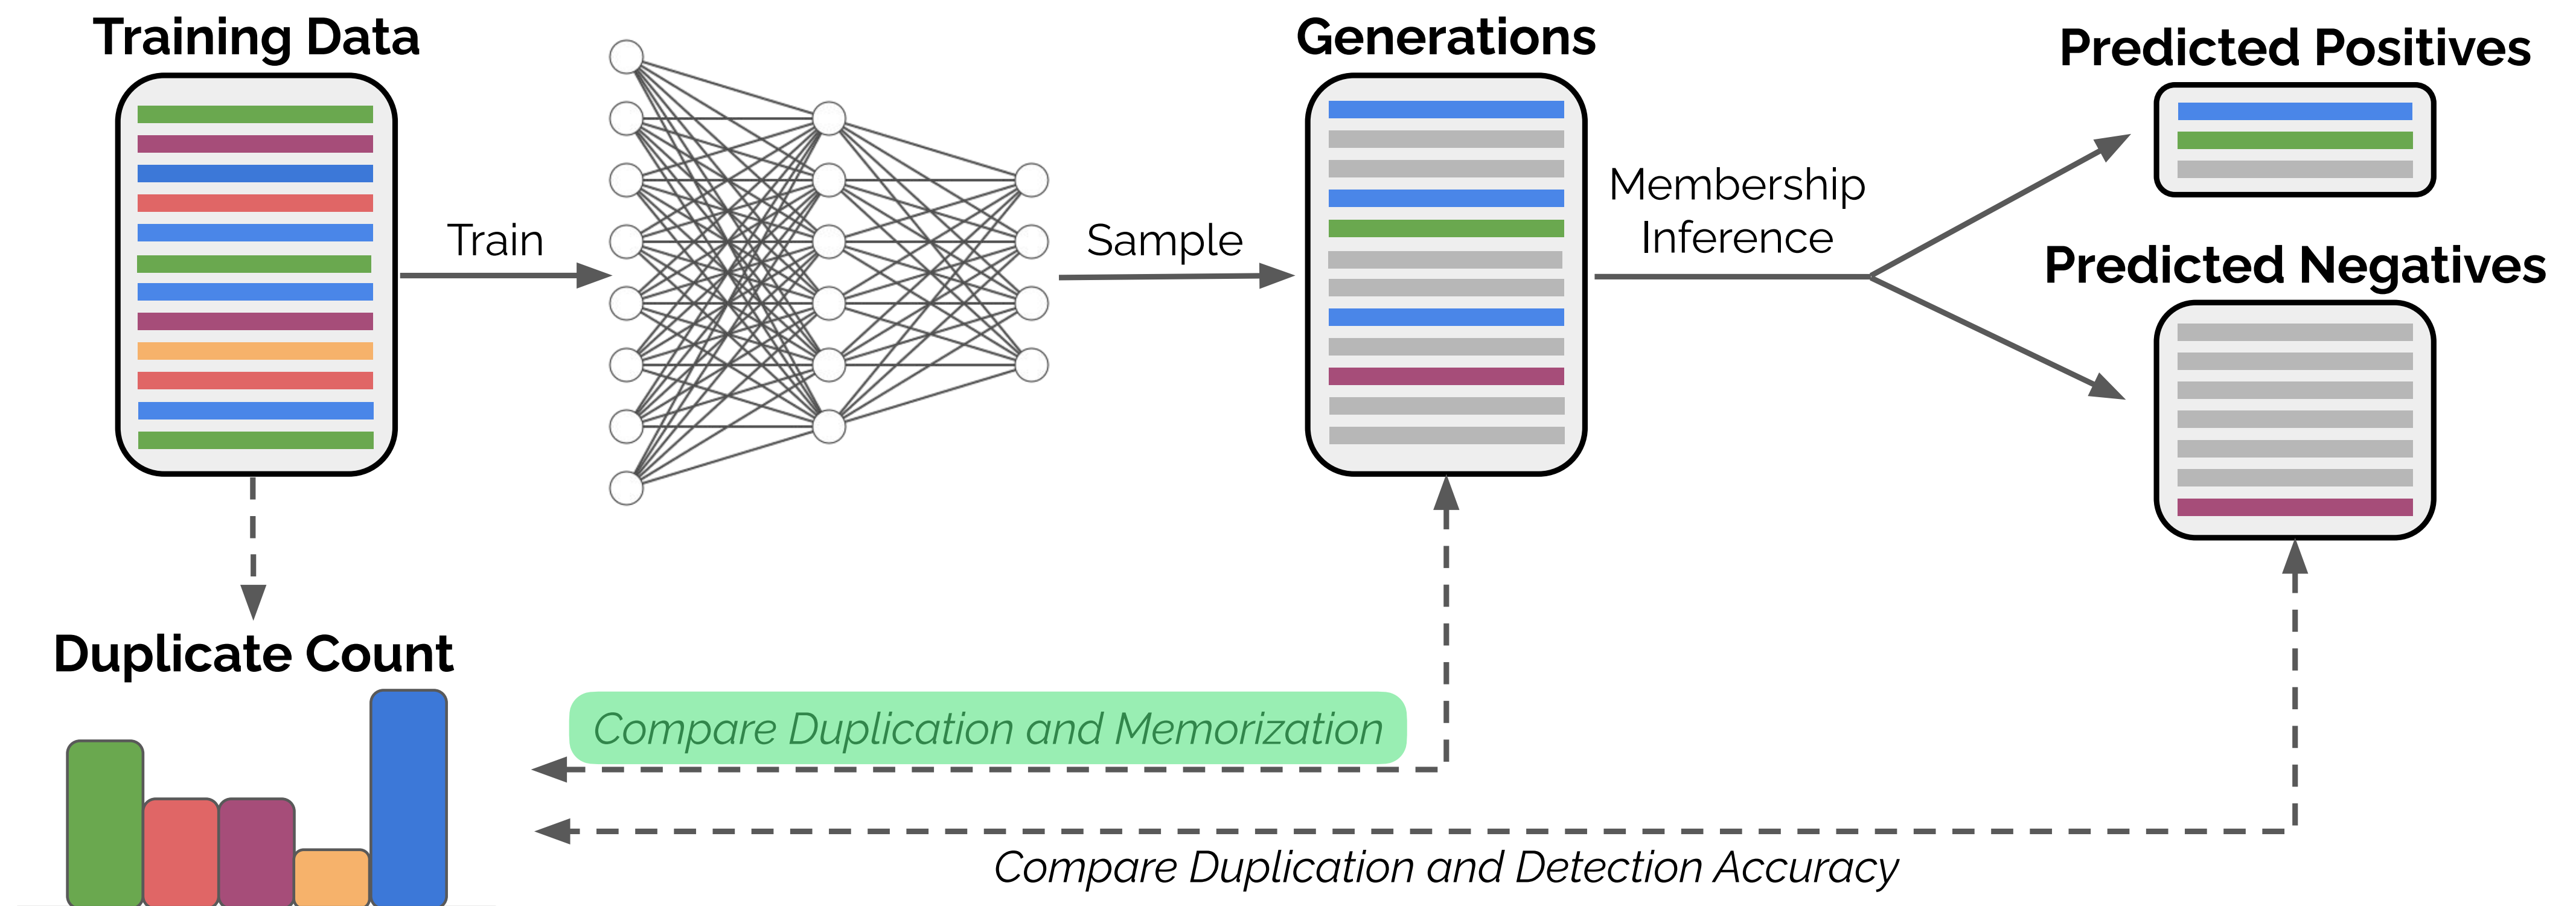 Training Data
Generations
Predicted Positives
Train
Sample
Membership
Inference
Predicted Negatives
Duplicate Count
Compare Duplication and Memorization
Compare Duplication and Detection Accuracy